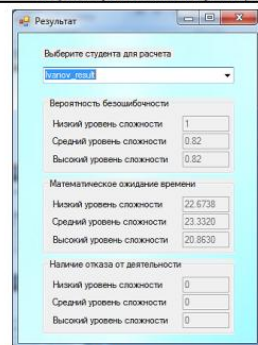 Результат
Выберите студента для расчета
Ivanov_result
Вероятность безошибочности
Низкий уровень сложности 1
Средний уровень сложности 0.82
Высокий уровень сложности 0.82
Математическое ожидание времени
Низкий уровень сложности 22.6738
Средний уровень сложности 23.3320
Высокий уровень сложности 20.8630
Наличие отказа от деятельности
Низкий уровень сложности 0
Средний уровень сложности 0
Высокий уровень сложности 0